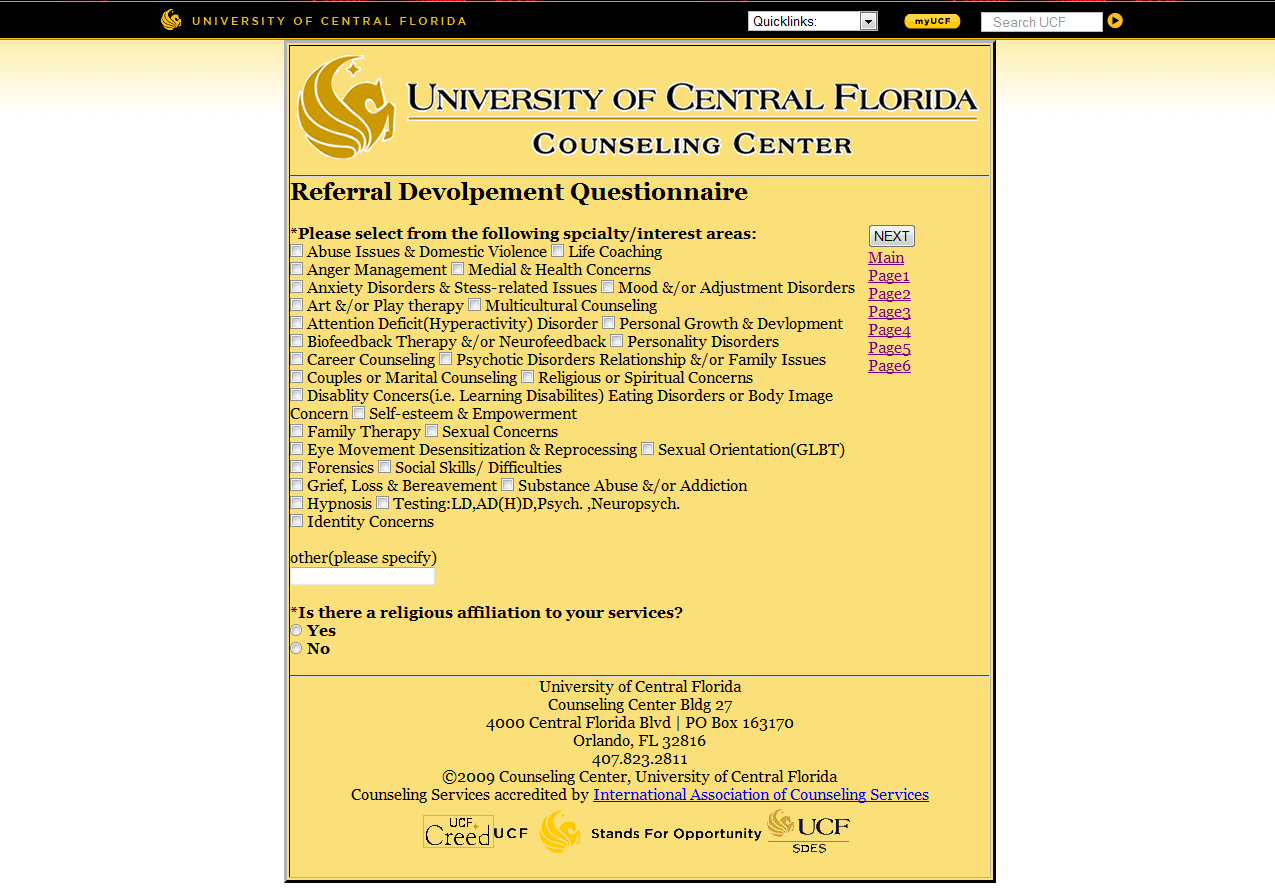 UNIVERSITY OF CENTRAL FLORIDA
Quicklinks:
myUCF
Search UCF
UNIVERSITY OF CENTRAL FLORIDA
COUNSELING CENTER
Referral Devolpement Questionnaire
*Please select from the following spcialty/interest areas:
Abuse Issues & Domestic Violence Life Coaching
Anger Management Medial & Health Concerns
Anxiety Disorders & Stess-related Issues Mood &/or Adjustment Disorders
Art &/or Play therapy Multicultural Counseling
Attention Deficit(Hyperactivity) Disorder Personal Growth & Devlopment
Biofeedback Therapy &/or Neurofeedback Personality Disorders
Career Counseling Psychotic Disorders Relationship &/or Family Issues
Couples or Marital Counseling Religious or Spiritual Concerns
Disablity Concers(i.e. Learning Disabilites) Eating Disorders or Body Image
Concern Self-esteem & Empowerment
Family Therapy Sexual Concerns
Eye Movement Desensitization & Reprocessing Sexual Orientation(GLBT)
Forensics Social Skills/ Difficulties
Grief, Loss & Bereavement Substance Abuse &/or Addiction
Hypnosis Testing:LD,AD(H)D,Psych. ,Neuropsych.
Identity Concerns
other(please specify)
*Is there a religious affiliation to your services?
Yes
No
NEXT
Main
Page1
Page2
Page3
Page4
Page5
Page6
University of Central Florida
Counseling Center Bldg 27
4000 Central Florida Blvd | PO Box 163170
Orlando, FL 32816
407.823.2811
©2009 Counseling Center, University of Central Florida
Counseling Services accredited by International Association of Counseling Services
UCF
Creed
UCF Stands For Opportunity
UCF
SDES